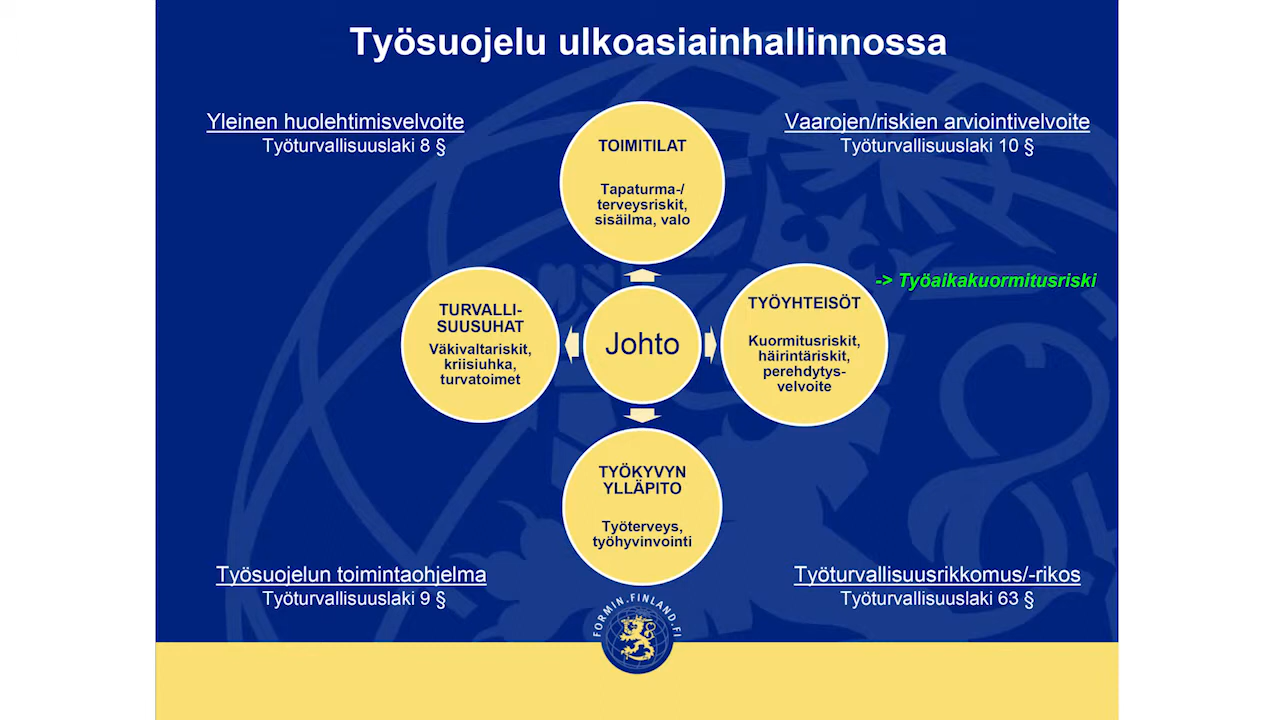 Työsuojelu ulkoasiainhallinnossa
Yleinen huolehtimisvelvoite
Työturvallisuuslaki 8 §
Vaarojen/riskien arviointivelvoite
Työturvallisuuslaki 10 §
TOIMITILAT
Tapaturma-/
terveysriskit,
sisäilma, valo
-> Työaikakuormitusriski
TURVALLI-
SUUSUHAT
Väkivaltariskit,
kriisiuhka,
turvatoimet
Johto
TYÖYHTEISÖT
Kuormitusriskit,
häirintäriskit,
perehdytys-
velvoite
TYÖKYVYN
YLLÄPITO
Työterveys,
työhyvinvointi
Työsuojelun toimintaohjelma
Työturvallisuuslaki 9 §
Työturvallisuusrikkomus/-rikos
Työturvallisuuslaki 63 §
FORMIN.FINLAND.FI